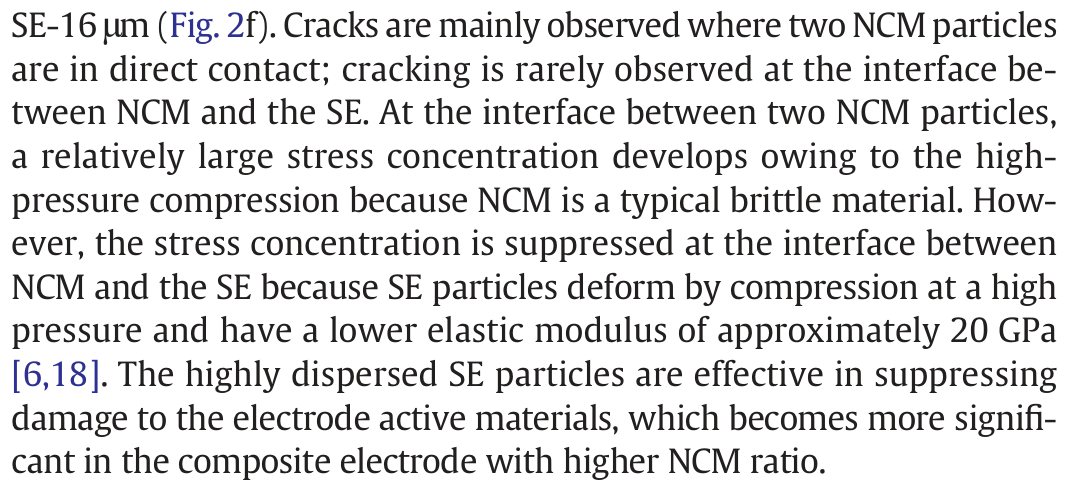 SE-16 μm (Fig. 2f). Cracks are mainly observed where two NCM particles
are in direct contact; cracking is rarely observed at the interface be-
tween NCM and the SE. At the interface between two NCM particles,
a relatively large stress concentration develops owing to the high-
pressure compression because NCM is a typical brittle material. How-
ever, the stress concentration is suppressed at the interface between
NCM and the SE because SE particles deform by compression at a high
pressure and have a lower elastic modulus of approximately 20 GPa
[6,18]. The highly dispersed SE particles are effective in suppressing
damage to the electrode active materials, which becomes more signifi-
cant in the composite electrode with higher NCM ratio.